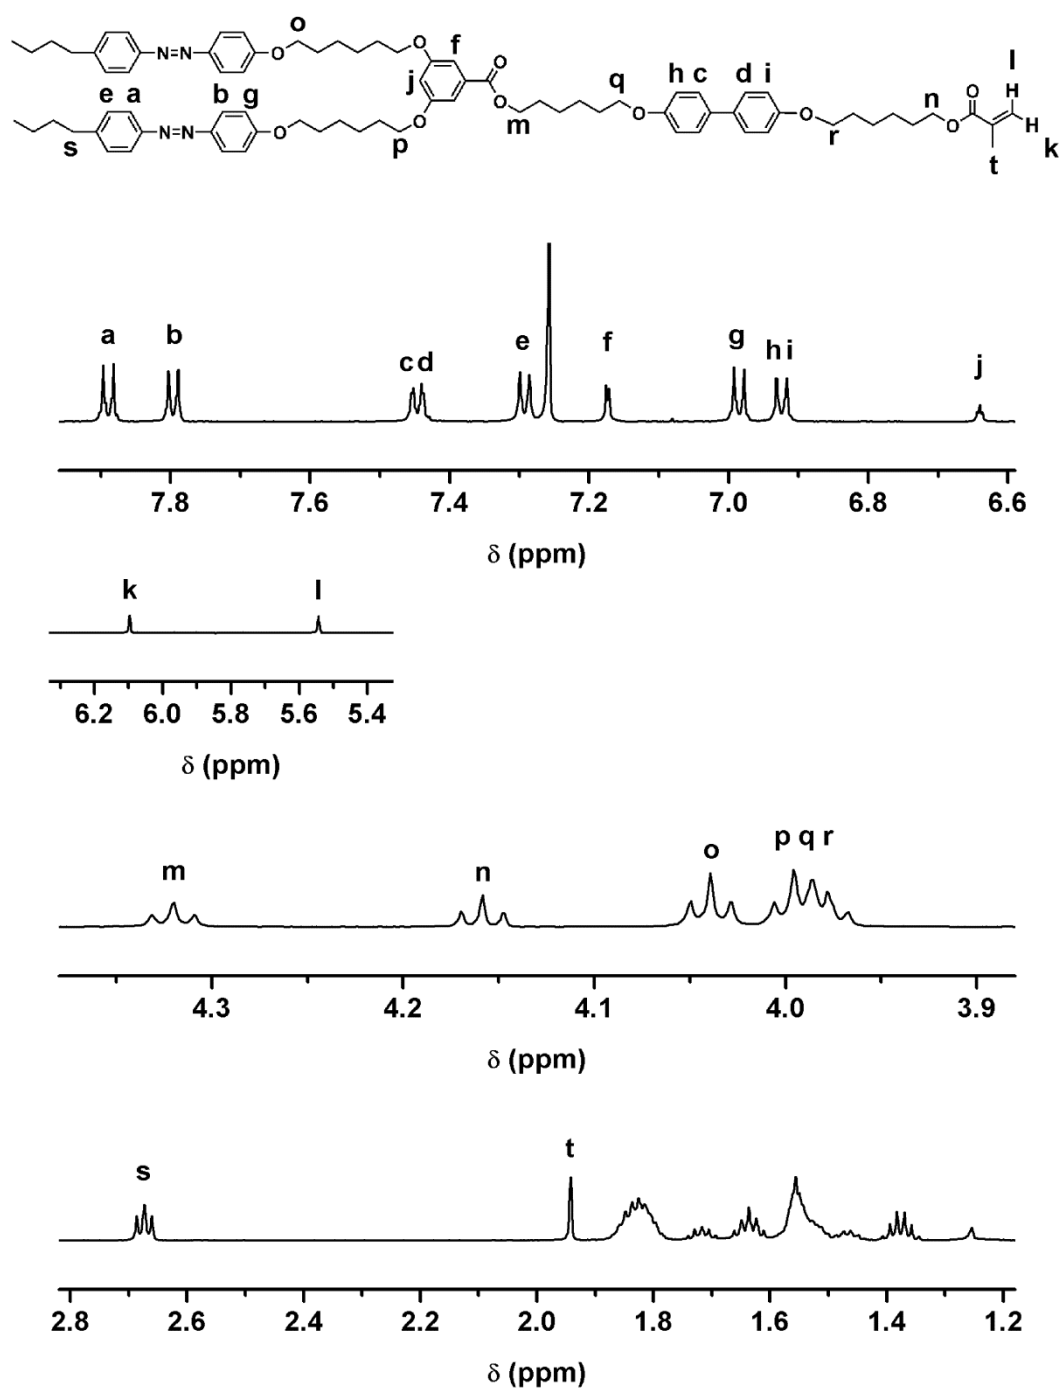 o
f
l
N=N
O
O
O
H
j
q
h c
d i
n
O
e a
b g
O
m
O
O
O
H
N=N
O
O
r
k
s
p
t
a
b
c d
e
f
g
h i
j
7.8
7.6
7.4
7.2
7.0
6.8
6.6
δ (ppm)
k
l
6.2
6.0
5.8
5.6
5.4
δ (ppm)
m
n
o
p q r
4.3
4.2
4.1
4.0
3.9
δ (ppm)
s
t
2.8
2.6
2.4
2.2
2.0
1.8
1.6
1.4
1.2
δ (ppm)